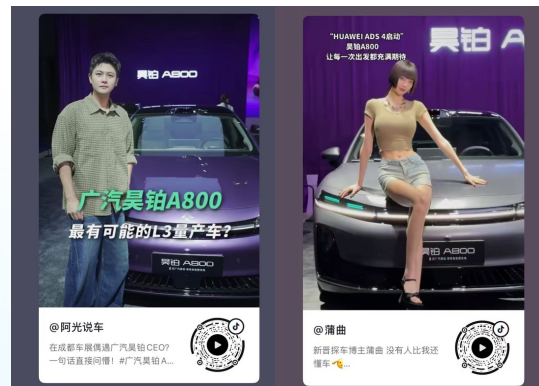 昊铂 A800
广汽昊铂A800
最有可能的L3量产车？
昊铂 A800
@阿光说车
在成都车展偶遇广汽昊铂CEO?
一句话直接问懵！#广汽昊铂A...
“HUAWEI ADS 4启动”
昊铂A800
让每一次出发都充满期待
昊铂 A
昊铂 A800
@蒲曲
新晋探车博主蒲曲 没有人比我还
懂车🫡...